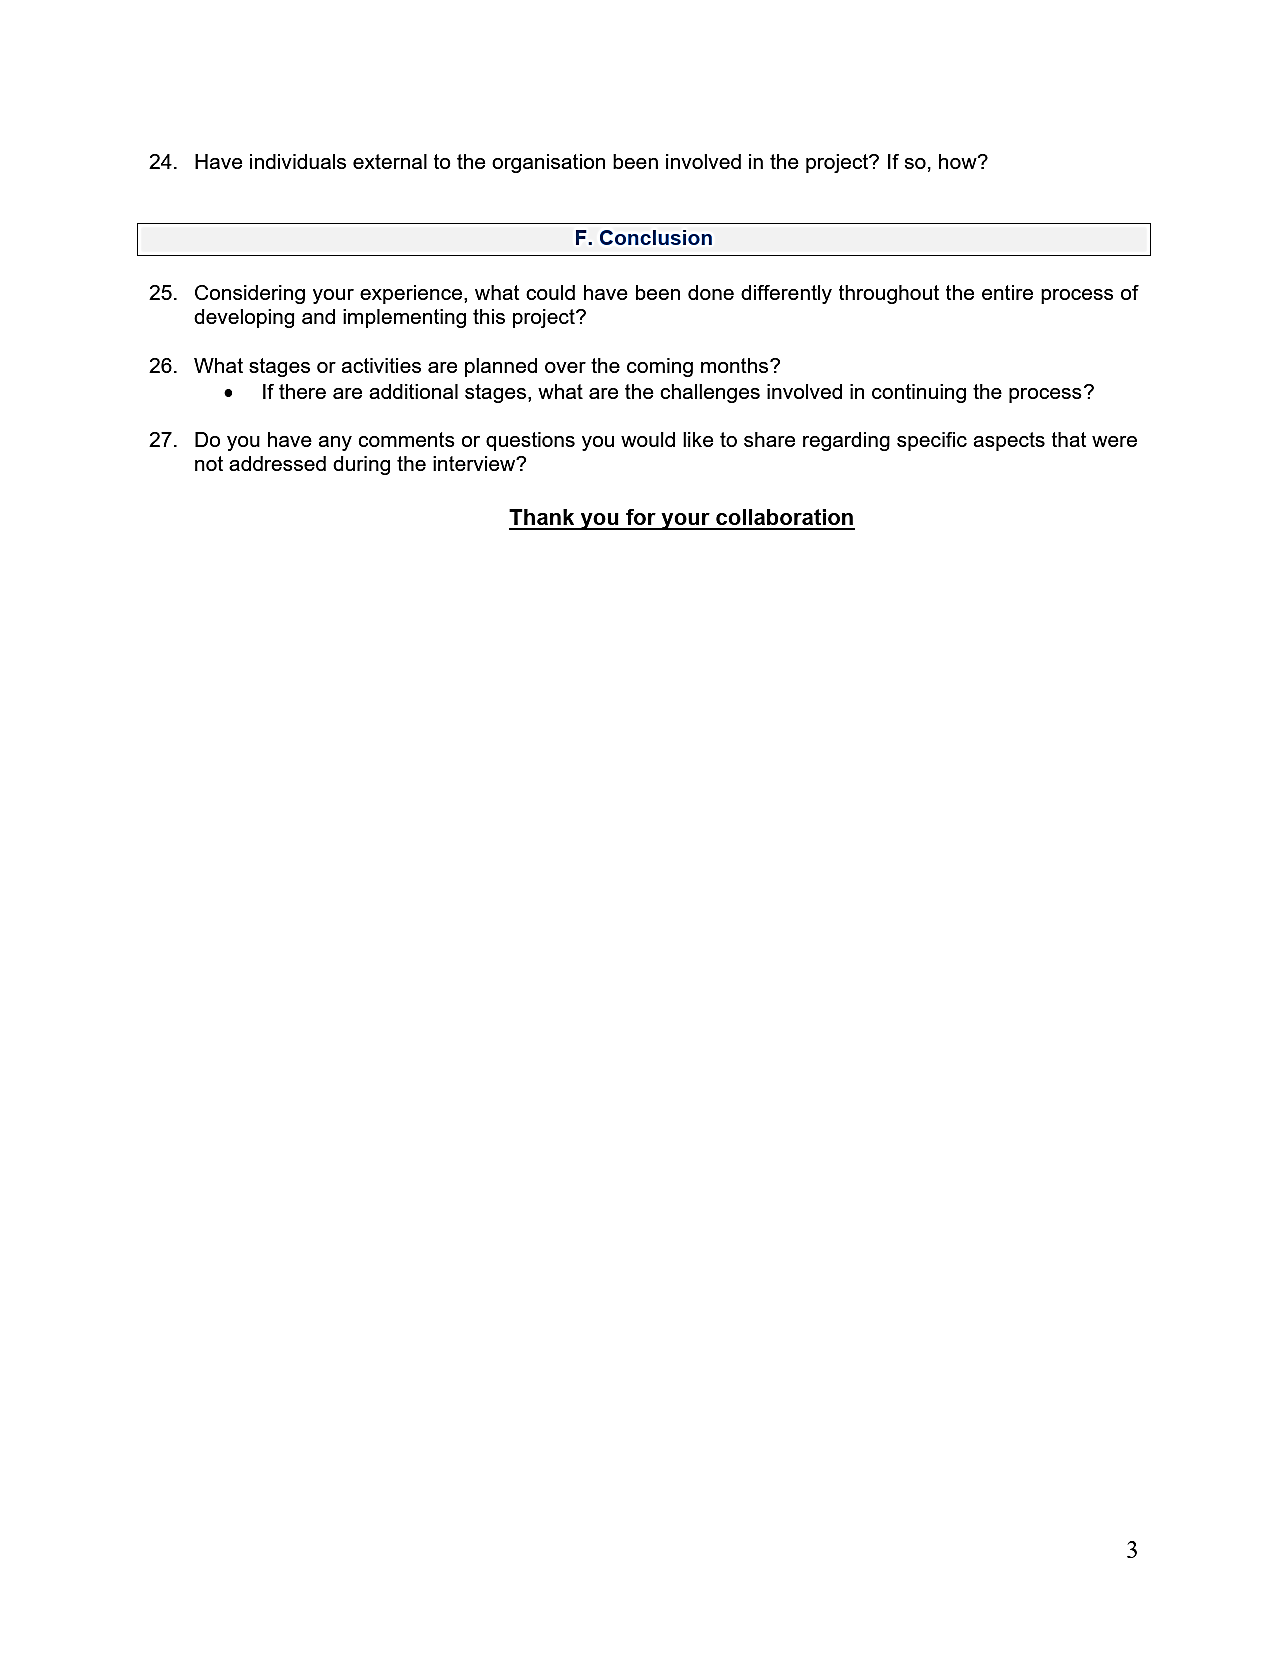 24. Have individuals external to the organisation been involved in the project? If so, how?
F. Conclusion
25. Considering your experience, what could have been done differently throughout the entire process of
developing and implementing this project?
26. What stages or activities are planned over the coming months?
• If there are additional stages, what are the challenges involved in continuing the process?
27. Do you have any comments or questions you would like to share regarding specific aspects that were
not addressed during the interview?
Thank you for your collaboration
3